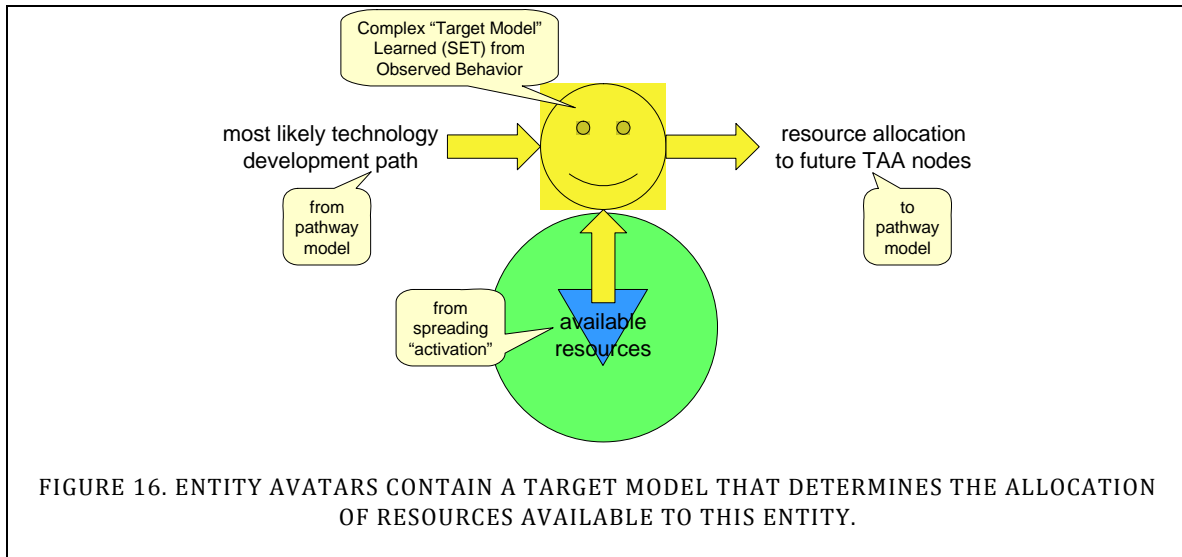 Complex “Target Model”
Learned (SET) from
Observed Behavior
most likely technology
development path
resource allocation
to future TAA nodes
from
pathway
model
to
pathway
model
from
spreading
“activation”
available
resources
FIGURE 16. ENTITY AVATARS CONTAIN A TARGET MODEL THAT DETERMINES THE ALLOCATION
OF RESOURCES AVAILABLE TO THIS ENTITY.